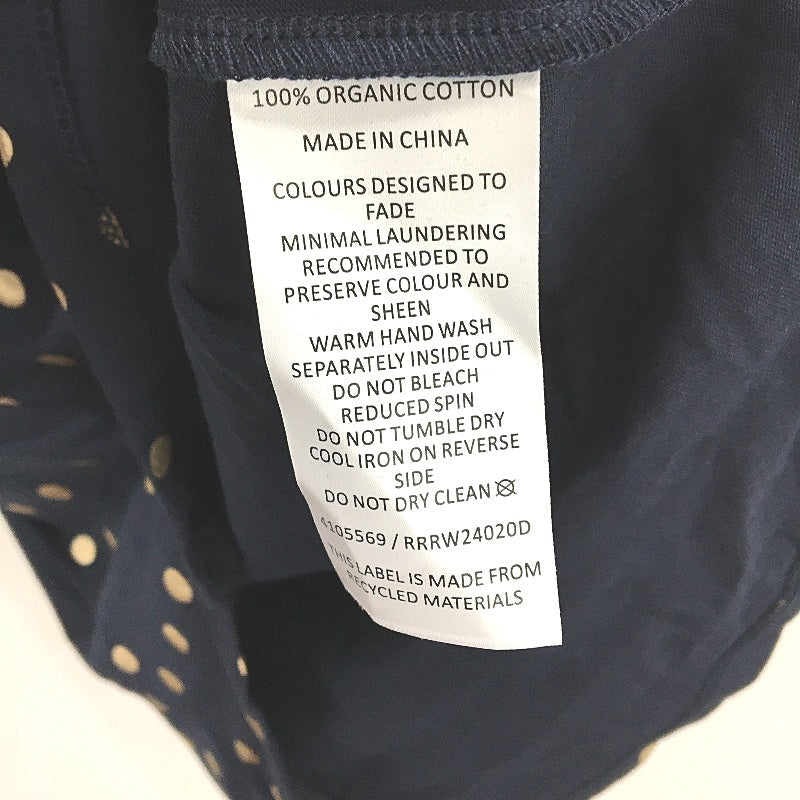 100% ORGANIC COTTON
MADE IN CHINA
COLOURS DESIGNED TO
FADE
MINIMAL LAUNDERING
RECOMMENDED TO
PRESERVE COLOUR AND
SHEEN
WARM HAND WASH
SEPARATELY INSIDE OUT
DO NOT BLEACH
REDUCED SPIN
DO NOT TUMBLE DRY
COOL IRON ON REVERSE
SIDE
DO NOT DRY CLEAN
4105569 / RRRW24020D
THIS LABEL IS MADE FROM
RECYCLED MATERIALS